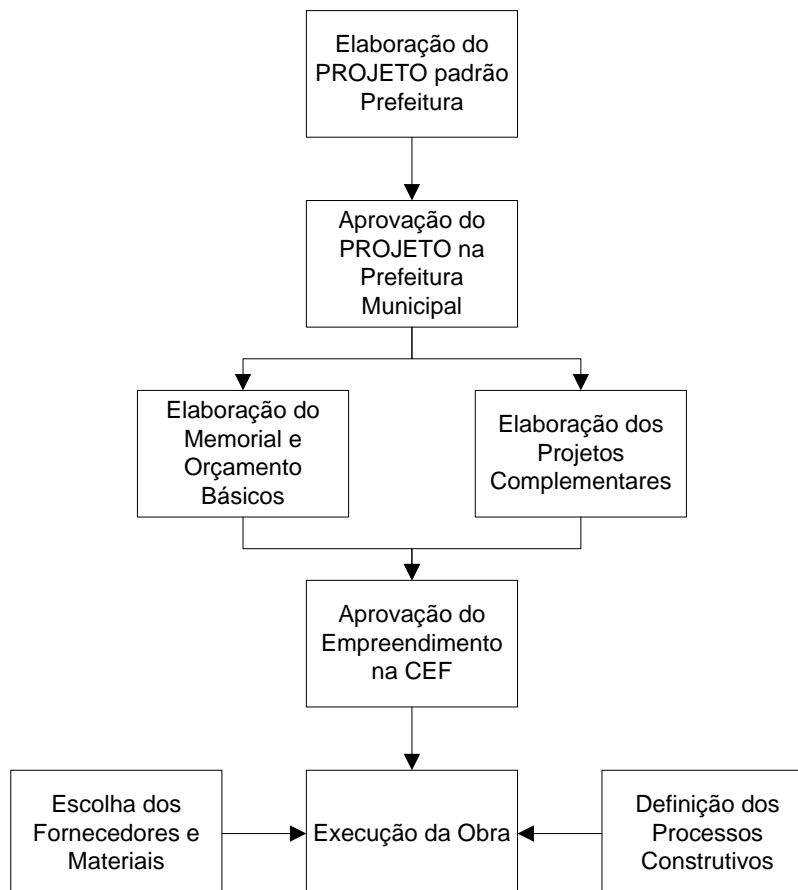 Elaboração do
PROJETO padrão
Prefeitura
Aprovação do
PROJETO na
Prefeitura
Municipal
Elaboração do
Memorial e
Orçamento
Básicos
Elaboração dos
Projetos
Complementares
Aprovação do
Empreendimento
na CEF
Escolha dos
Fornecedores e
Materiais
Execução da Obra
Definição dos
Processos
Construtivos